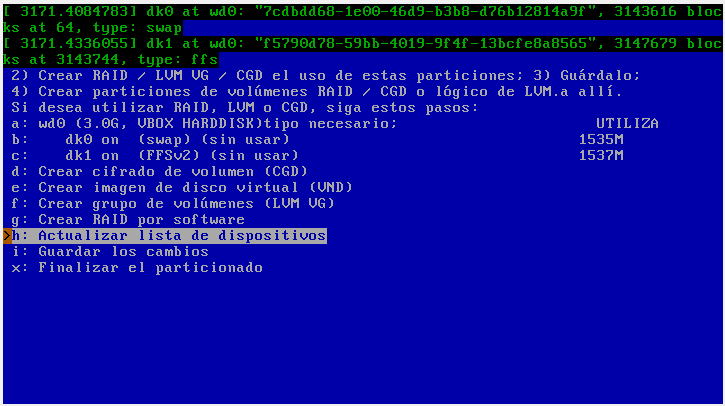 [ 3171.4084783] dk0 at wd0: "7cdbdd68-1e00-46d9-b3b8-d76b12814a9f", 3143616 bloc
ks at 64, type: swap
[ 3171.4336055] dk1 at wd0: "f5790d78-59bb-4019-9f4f-13bcfe8a8565", 3147679 bloc
ks at 3143744, type: ffs
2) Crear RAID / LVM VG / CGD el uso de estas particiones; 3) Guárdalo;
4) Crear particiones de volúmenes RAID / CGD o lógico de LVM.a allí.
Si desea utilizar RAID, LVM o CGD, siga estos pasos:
a: wd0 (3.0G, VBOX HARDDISK)tipo necesario; UTILIZA
b: dk0 on (swap) (sin usar) 1535M
c: dk1 on (FFSv2) (sin usar) 1537M
d: Crear cifrado de volumen (CGD)
e: Crear imagen de disco virtual (VND)
f: Crear grupo de volúmenes (LVM VG)
g: Crear RAID por software
>h: Actualizar lista de dispositivos
i: Guardar los cambios
x: Finalizar el particionado